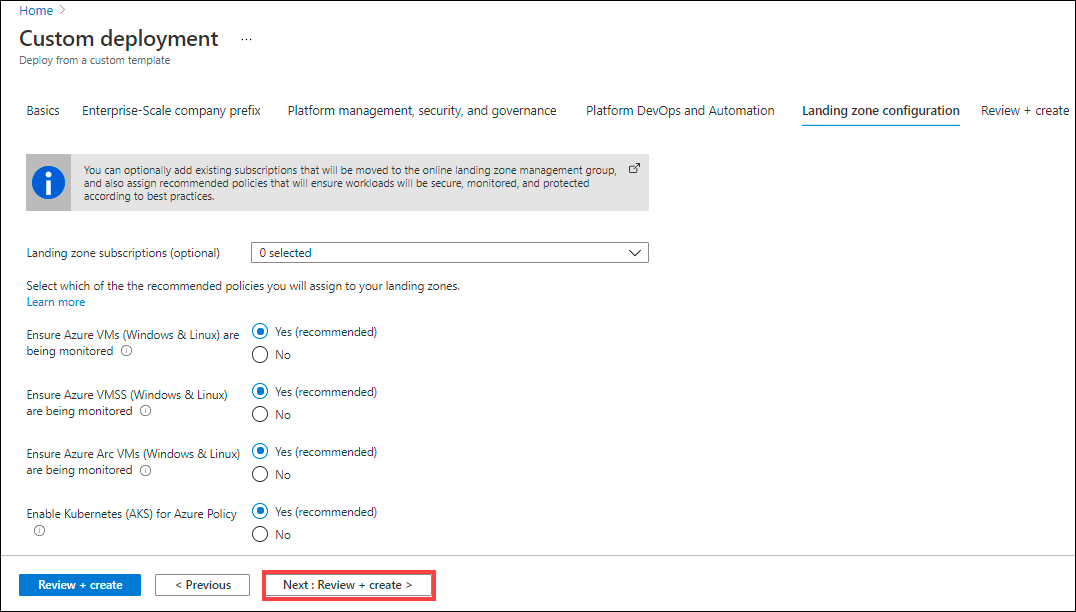 Home >
Custom deployment ...
Deploy from a custom template
Basics Enterprise-Scale company prefix Platform management, security, and governance Platform DevOps and Automation Landing zone configuration Review + create
You can optionally add existing subscriptions that will be moved to the online landing zone management group,
and also assign recommended policies that will ensure workloads will be secure, monitored, and protected
according to best practices.
Landing zone subscriptions (optional) 0 selected
Select which of the the recommended policies you will assign to your landing zones.
Learn more
Ensure Azure VMs (Windows & Linux) are
being monitored
Yes (recommended)
No
Ensure Azure VMSS (Windows & Linux)
are being monitored
Yes (recommended)
No
Ensure Azure Arc VMs (Windows & Linux)
are being monitored
Yes (recommended)
No
Enable Kubernetes (AKS) for Azure Policy
Yes (recommended)
No
Review + create < Previous Next : Review + create >